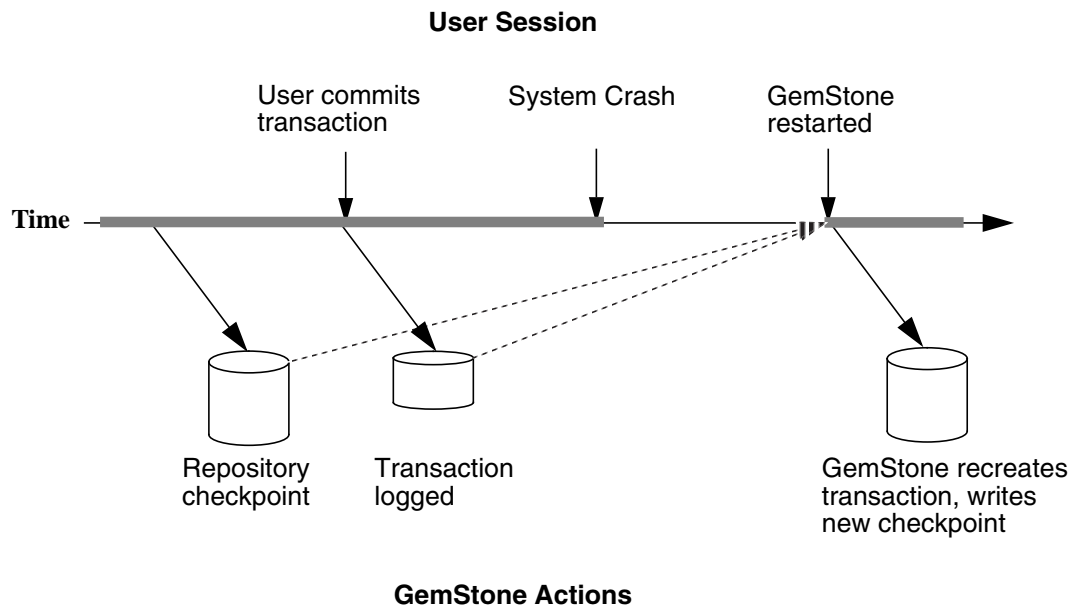 User Session
User commits
transaction
System Crash
GemStone
restarted
Time
Repository
checkpoint
Transaction
logged
GemStone recreates
transaction, writes
new checkpoint
GemStone Actions